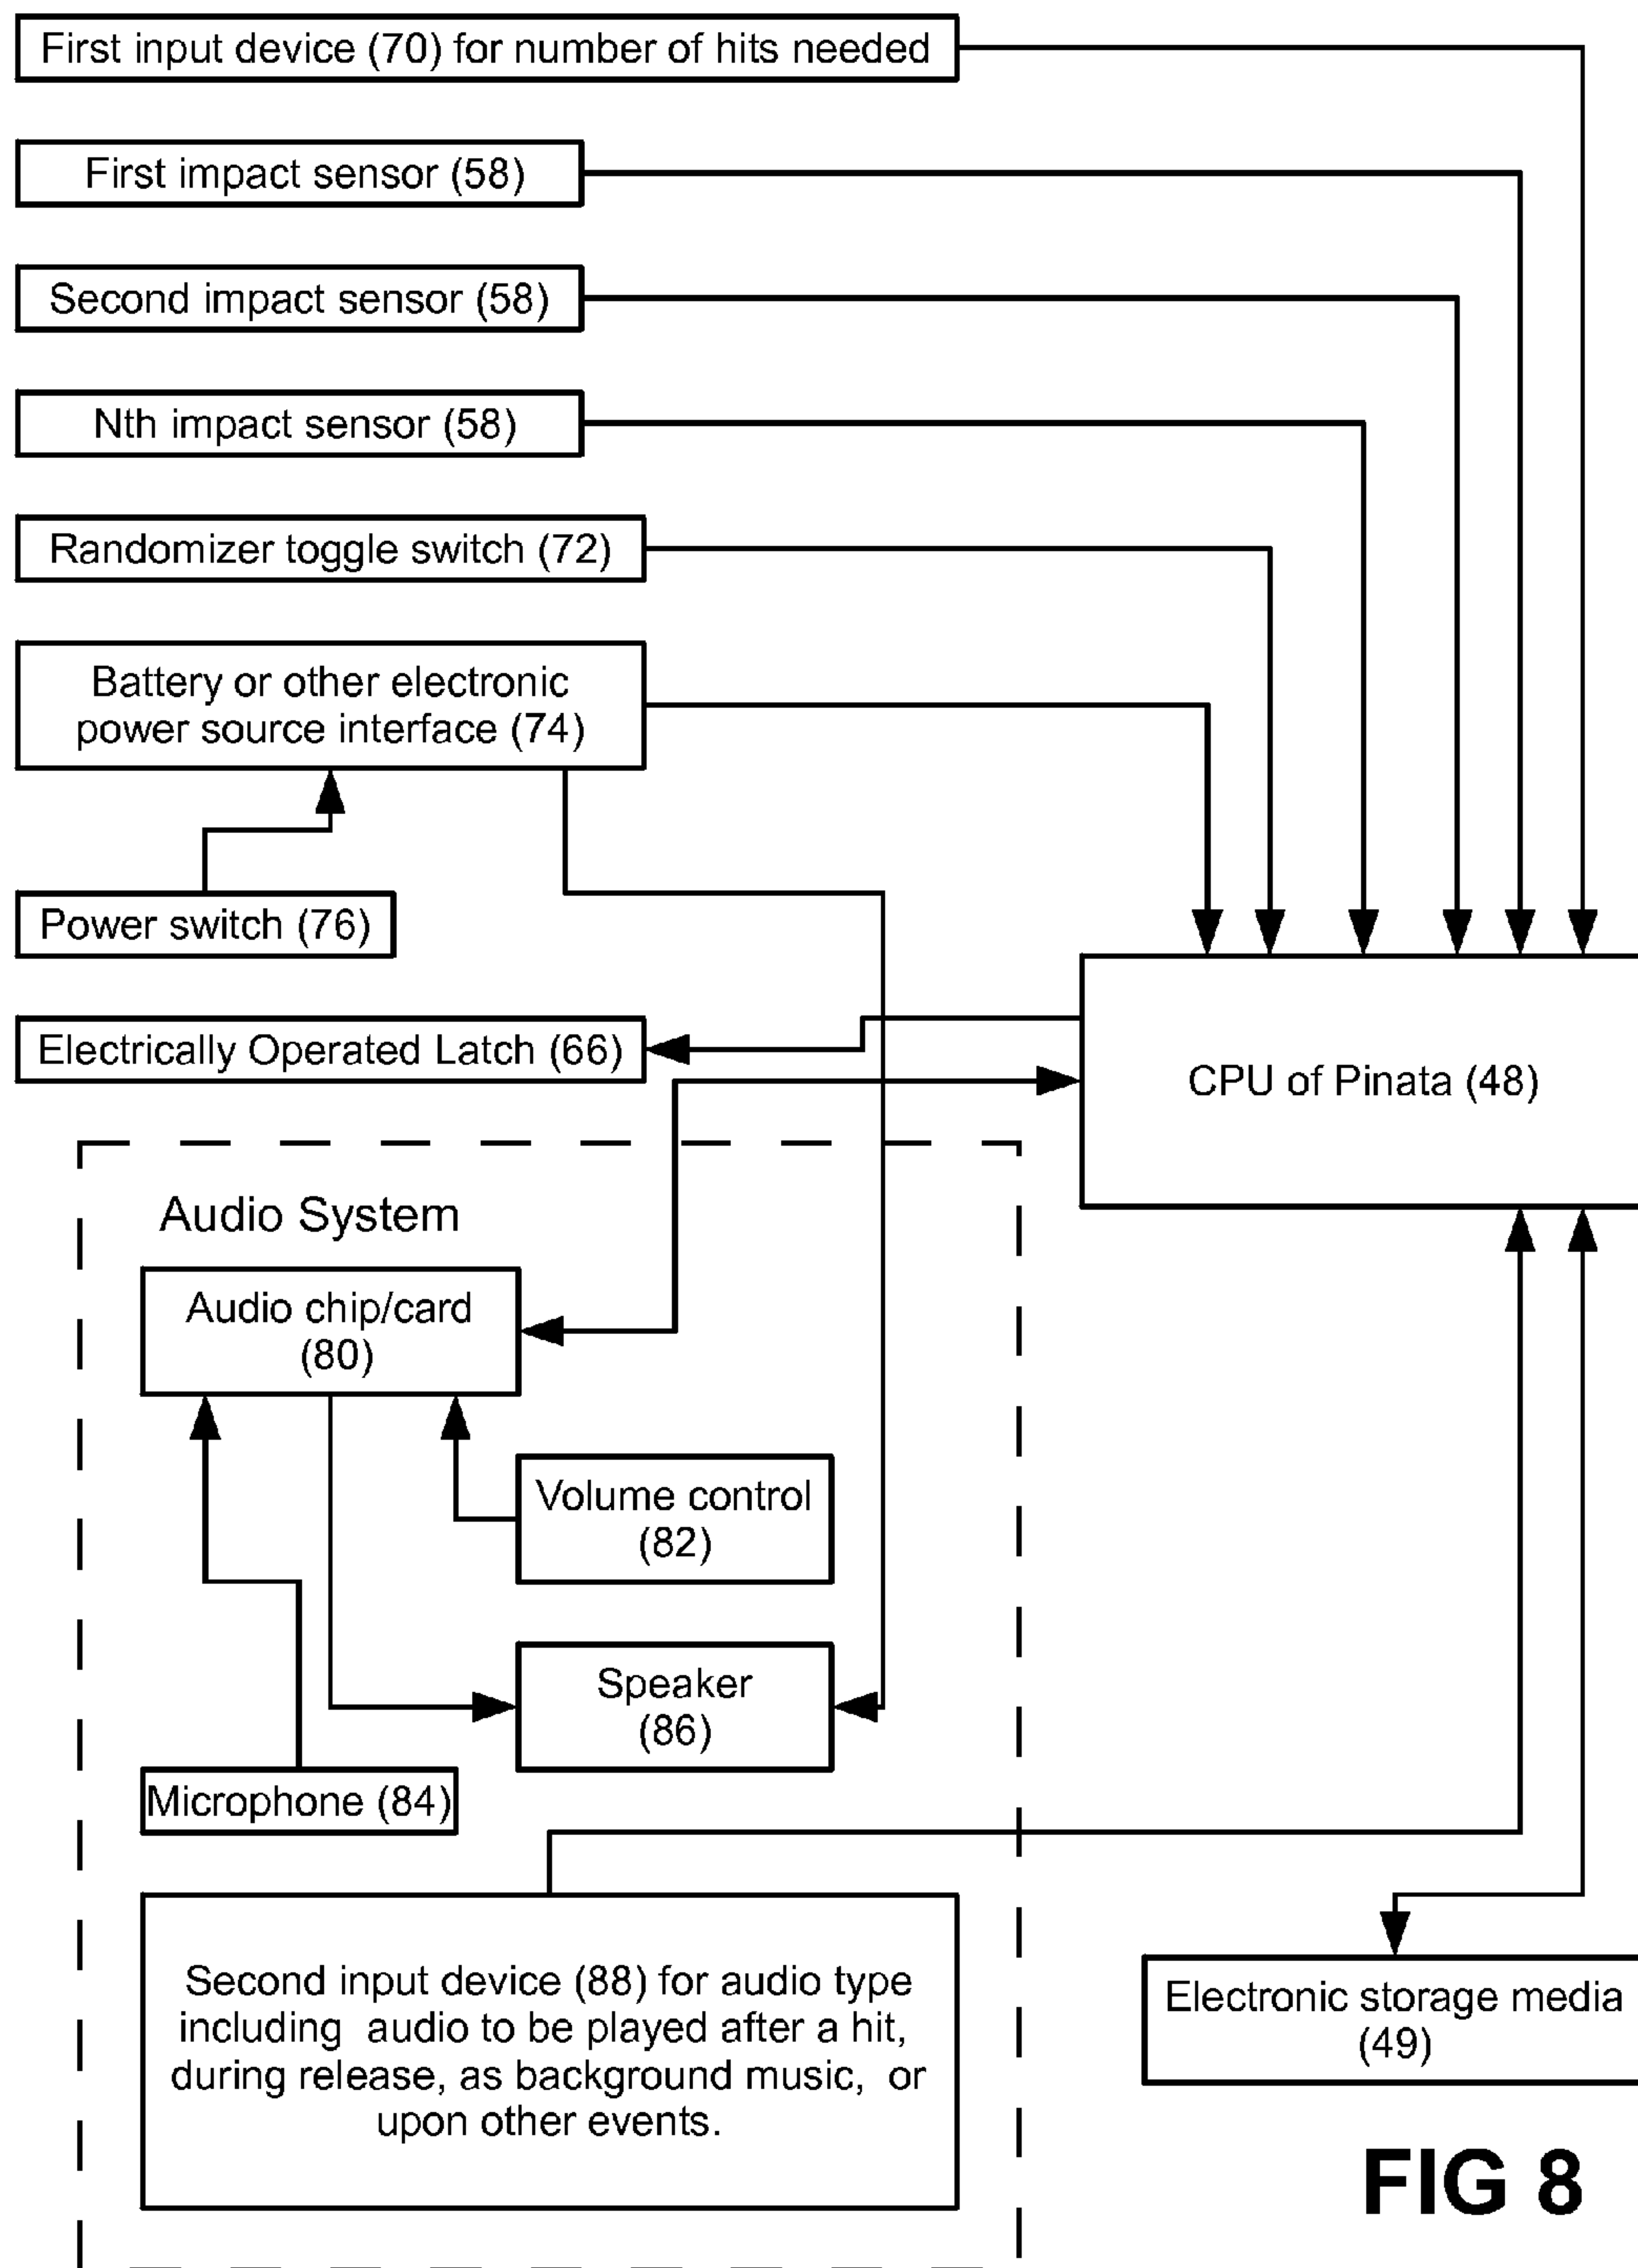 First input device (70) for number of hits needed
First impact sensor (58)
Second impact sensor (58)
Nth impact sensor (58)
Randomizer toggle switch (72)
Battery or other electronic
power source interface (74)
Power switch (76)
Electrically Operated Latch (66)
CPU of Pinata (48)
Audio System
Audio chip/card
(80)
Volume control
(82)
Speaker
(86)
Microphone (84)
Second input device (88) for audio type
including audio to be played after a hit,
during release, as background music, or
upon other events.
Electronic storage media
(49)
FIG 8